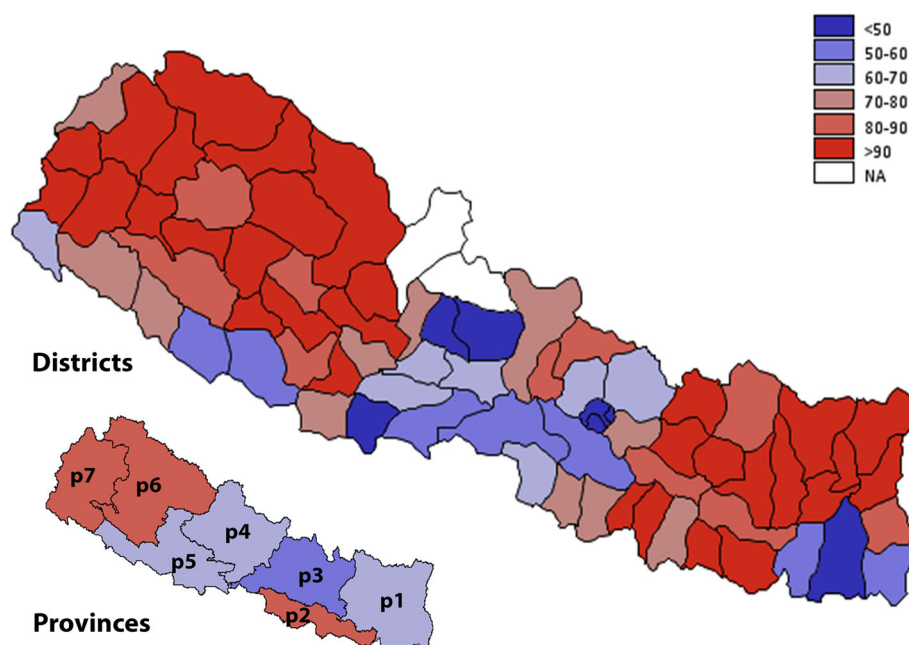 <50
50-60
60-70
70-80
80-90
>90
NA
Districts
p7
p6
p4
p5
p3
p1
p2
Provinces